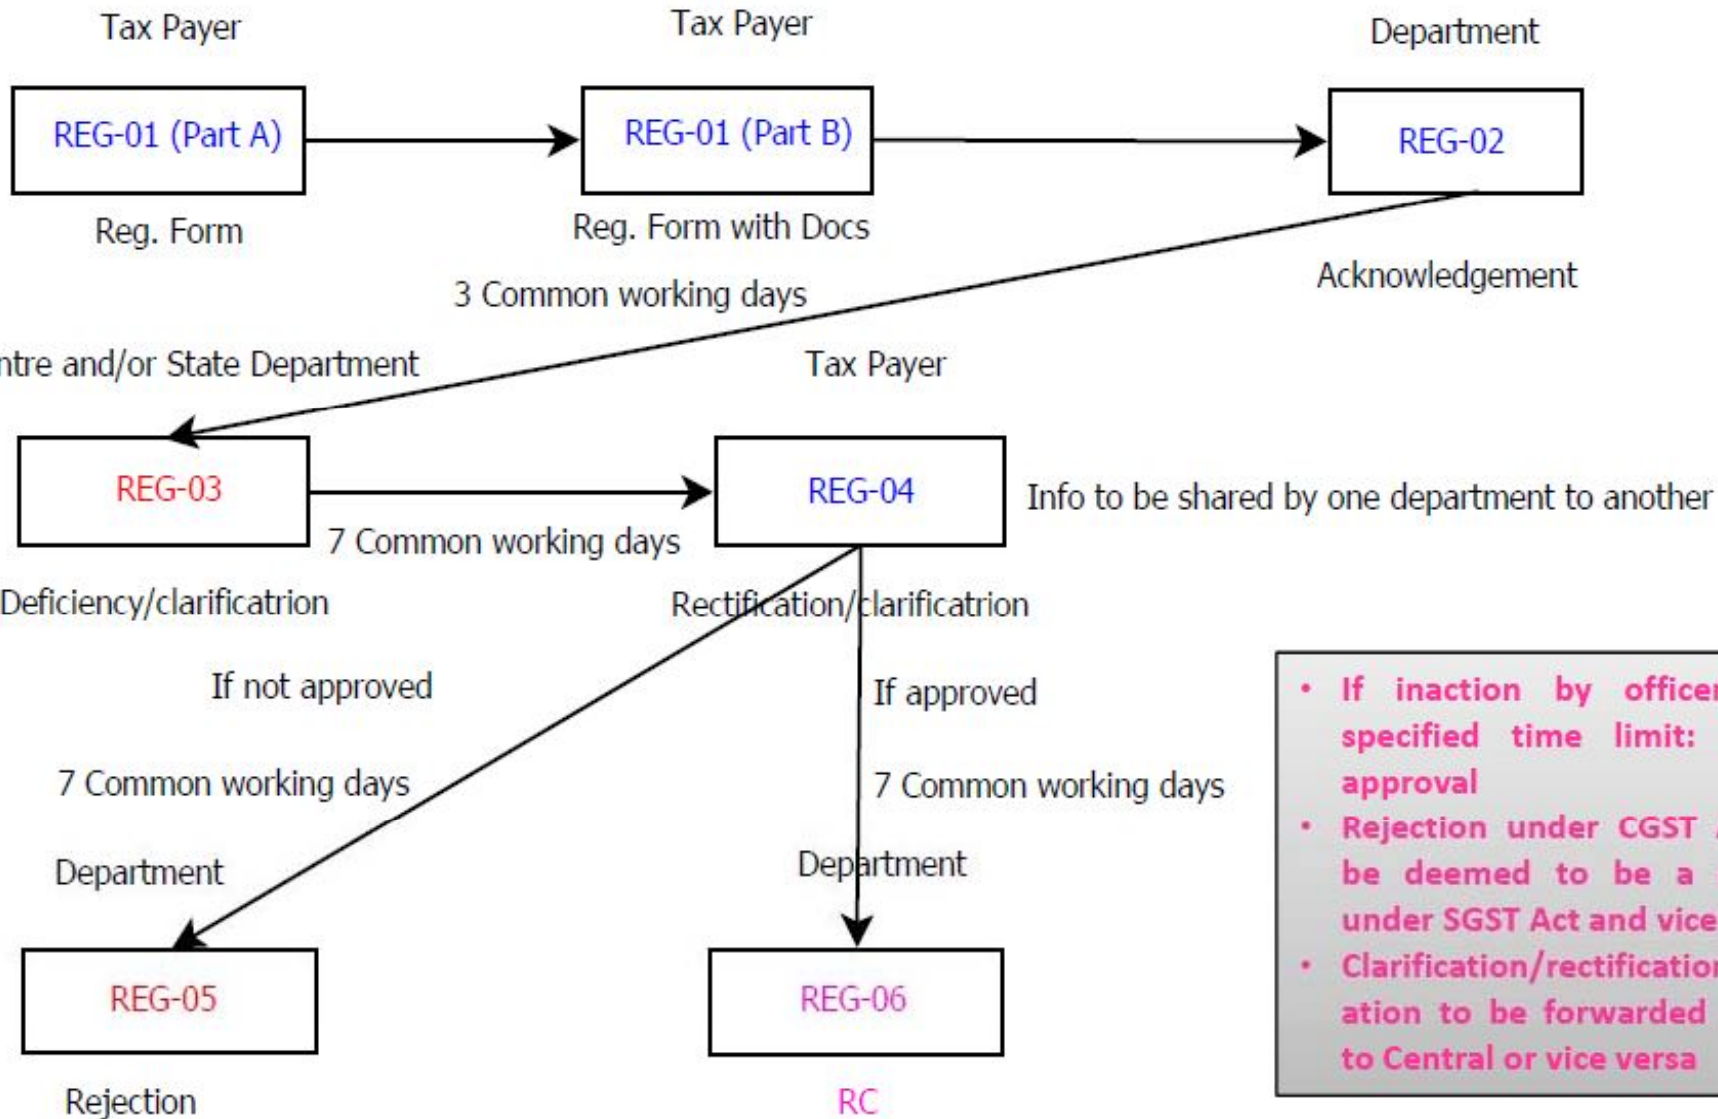 Tax Payer
Tax Payer
Department
REG-01 (Part A)
REG-01 (Part B)
REG-02
Reg. Form
Reg. Form with Docs
Acknowledgement
3 Common working days
ntre and/or State Department
Tax Payer
REG-03
REG-04
Info to be shared by one department to another
7 Common working days
Deficiency/clarificatrion
Rectification/clarificatrion
If not approved
If approved
7 Common working days
7 Common working days
Department
Department
REG-05
REG-06
Rejection
RC
• If inaction by officer
specified time limit:
approval
• Rejection under CGST
be deemed to be a
under SGST Act and vice
• Clarification/rectification
ation to be forwarded
to Central or vice versa